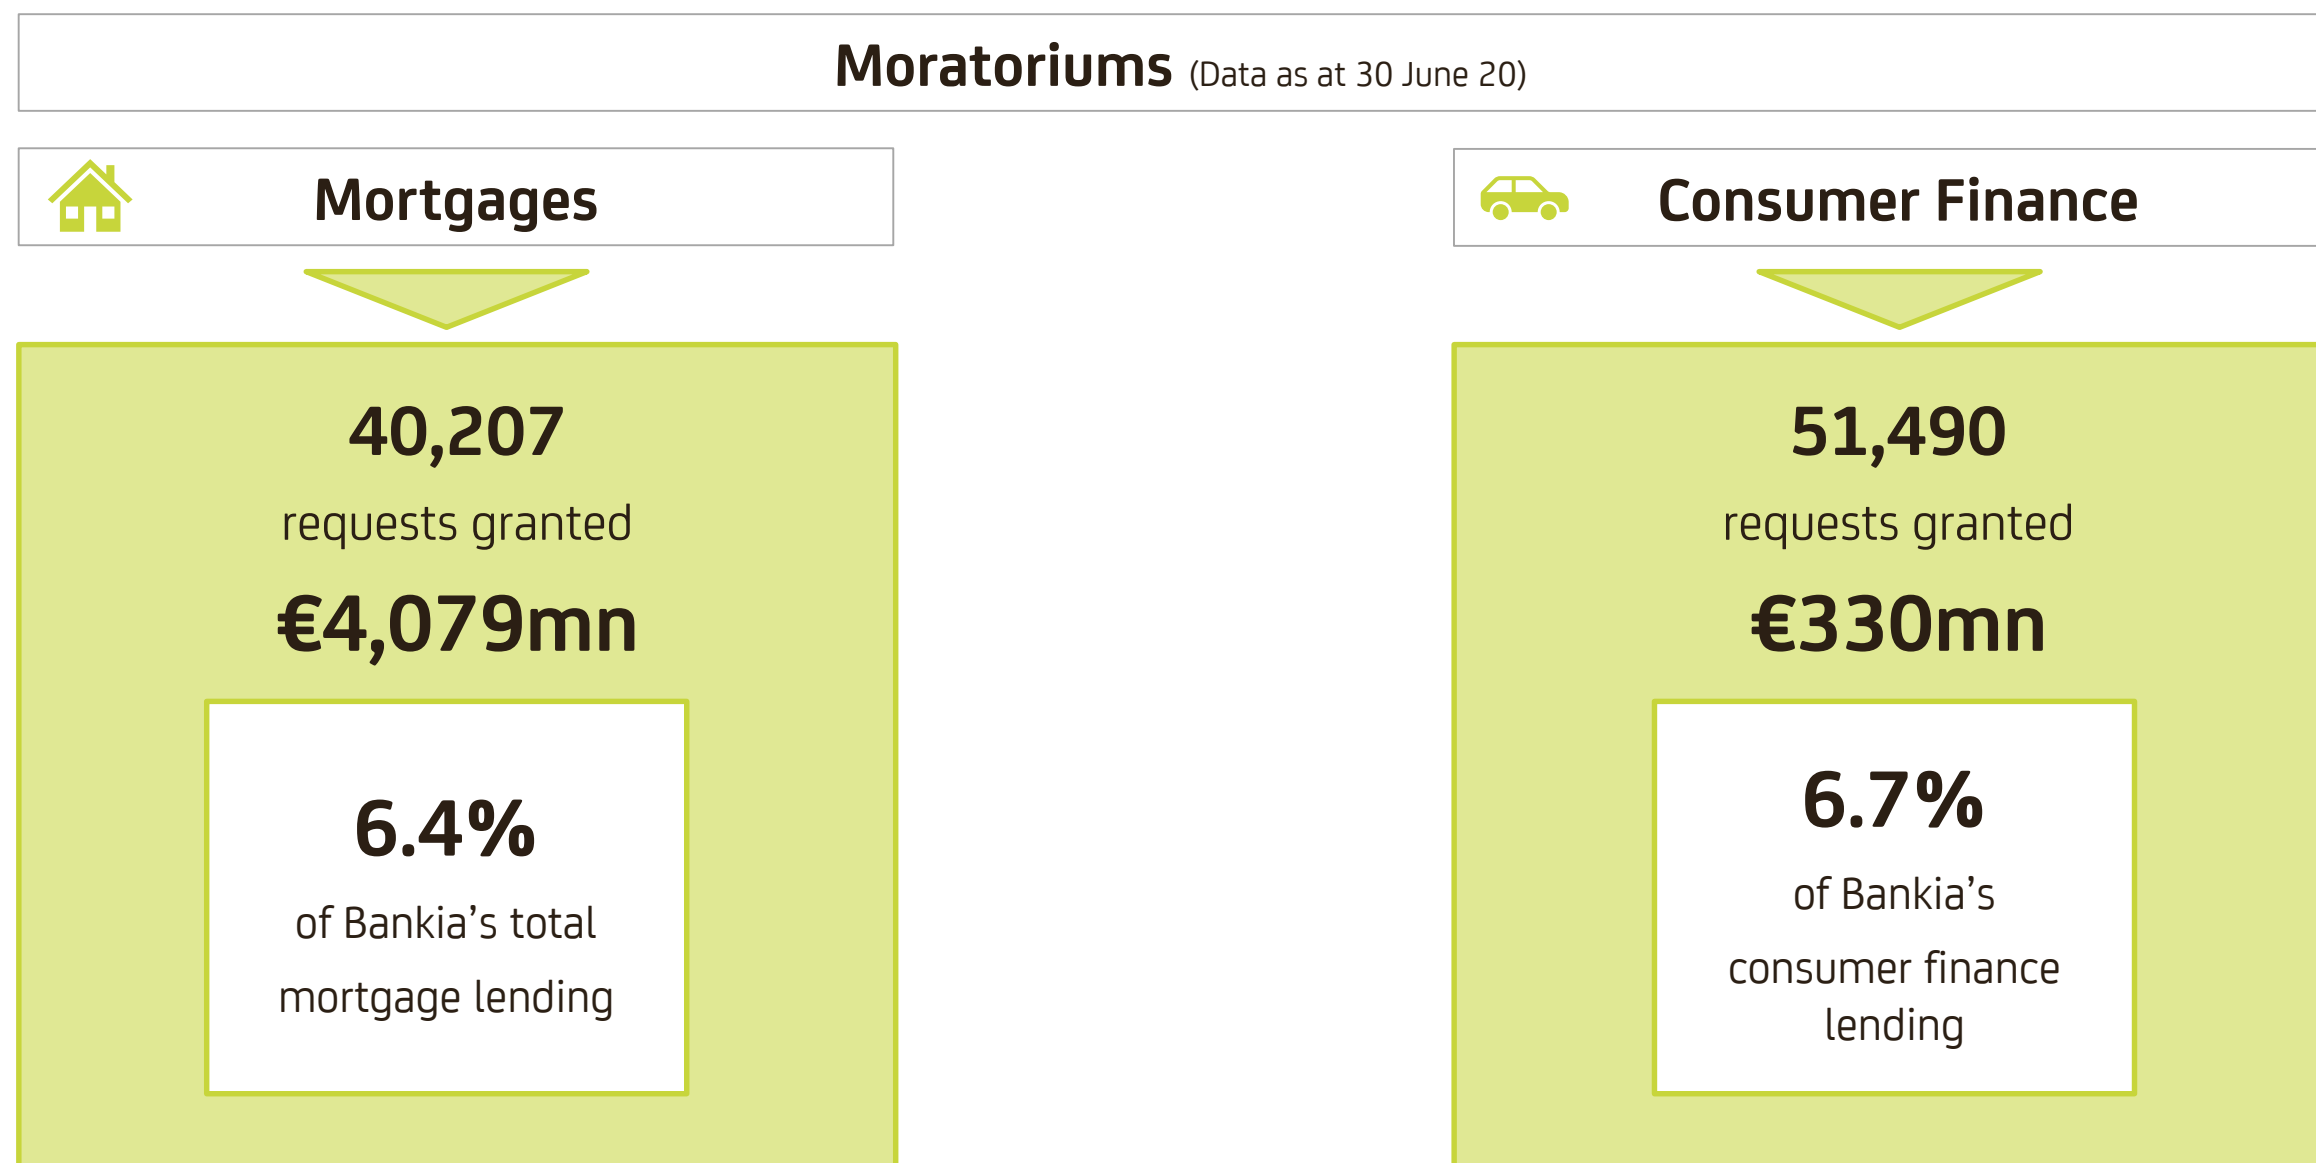 Moratoriums (Data as at 30 June 20)
Mortgages
40,207
requests granted
€4,079mn
6.4%
of Bankia’s total
mortgage lending
Consumer Finance
51,490
requests granted
€330mn
6.7%
of Bankia’s
consumer finance
lending